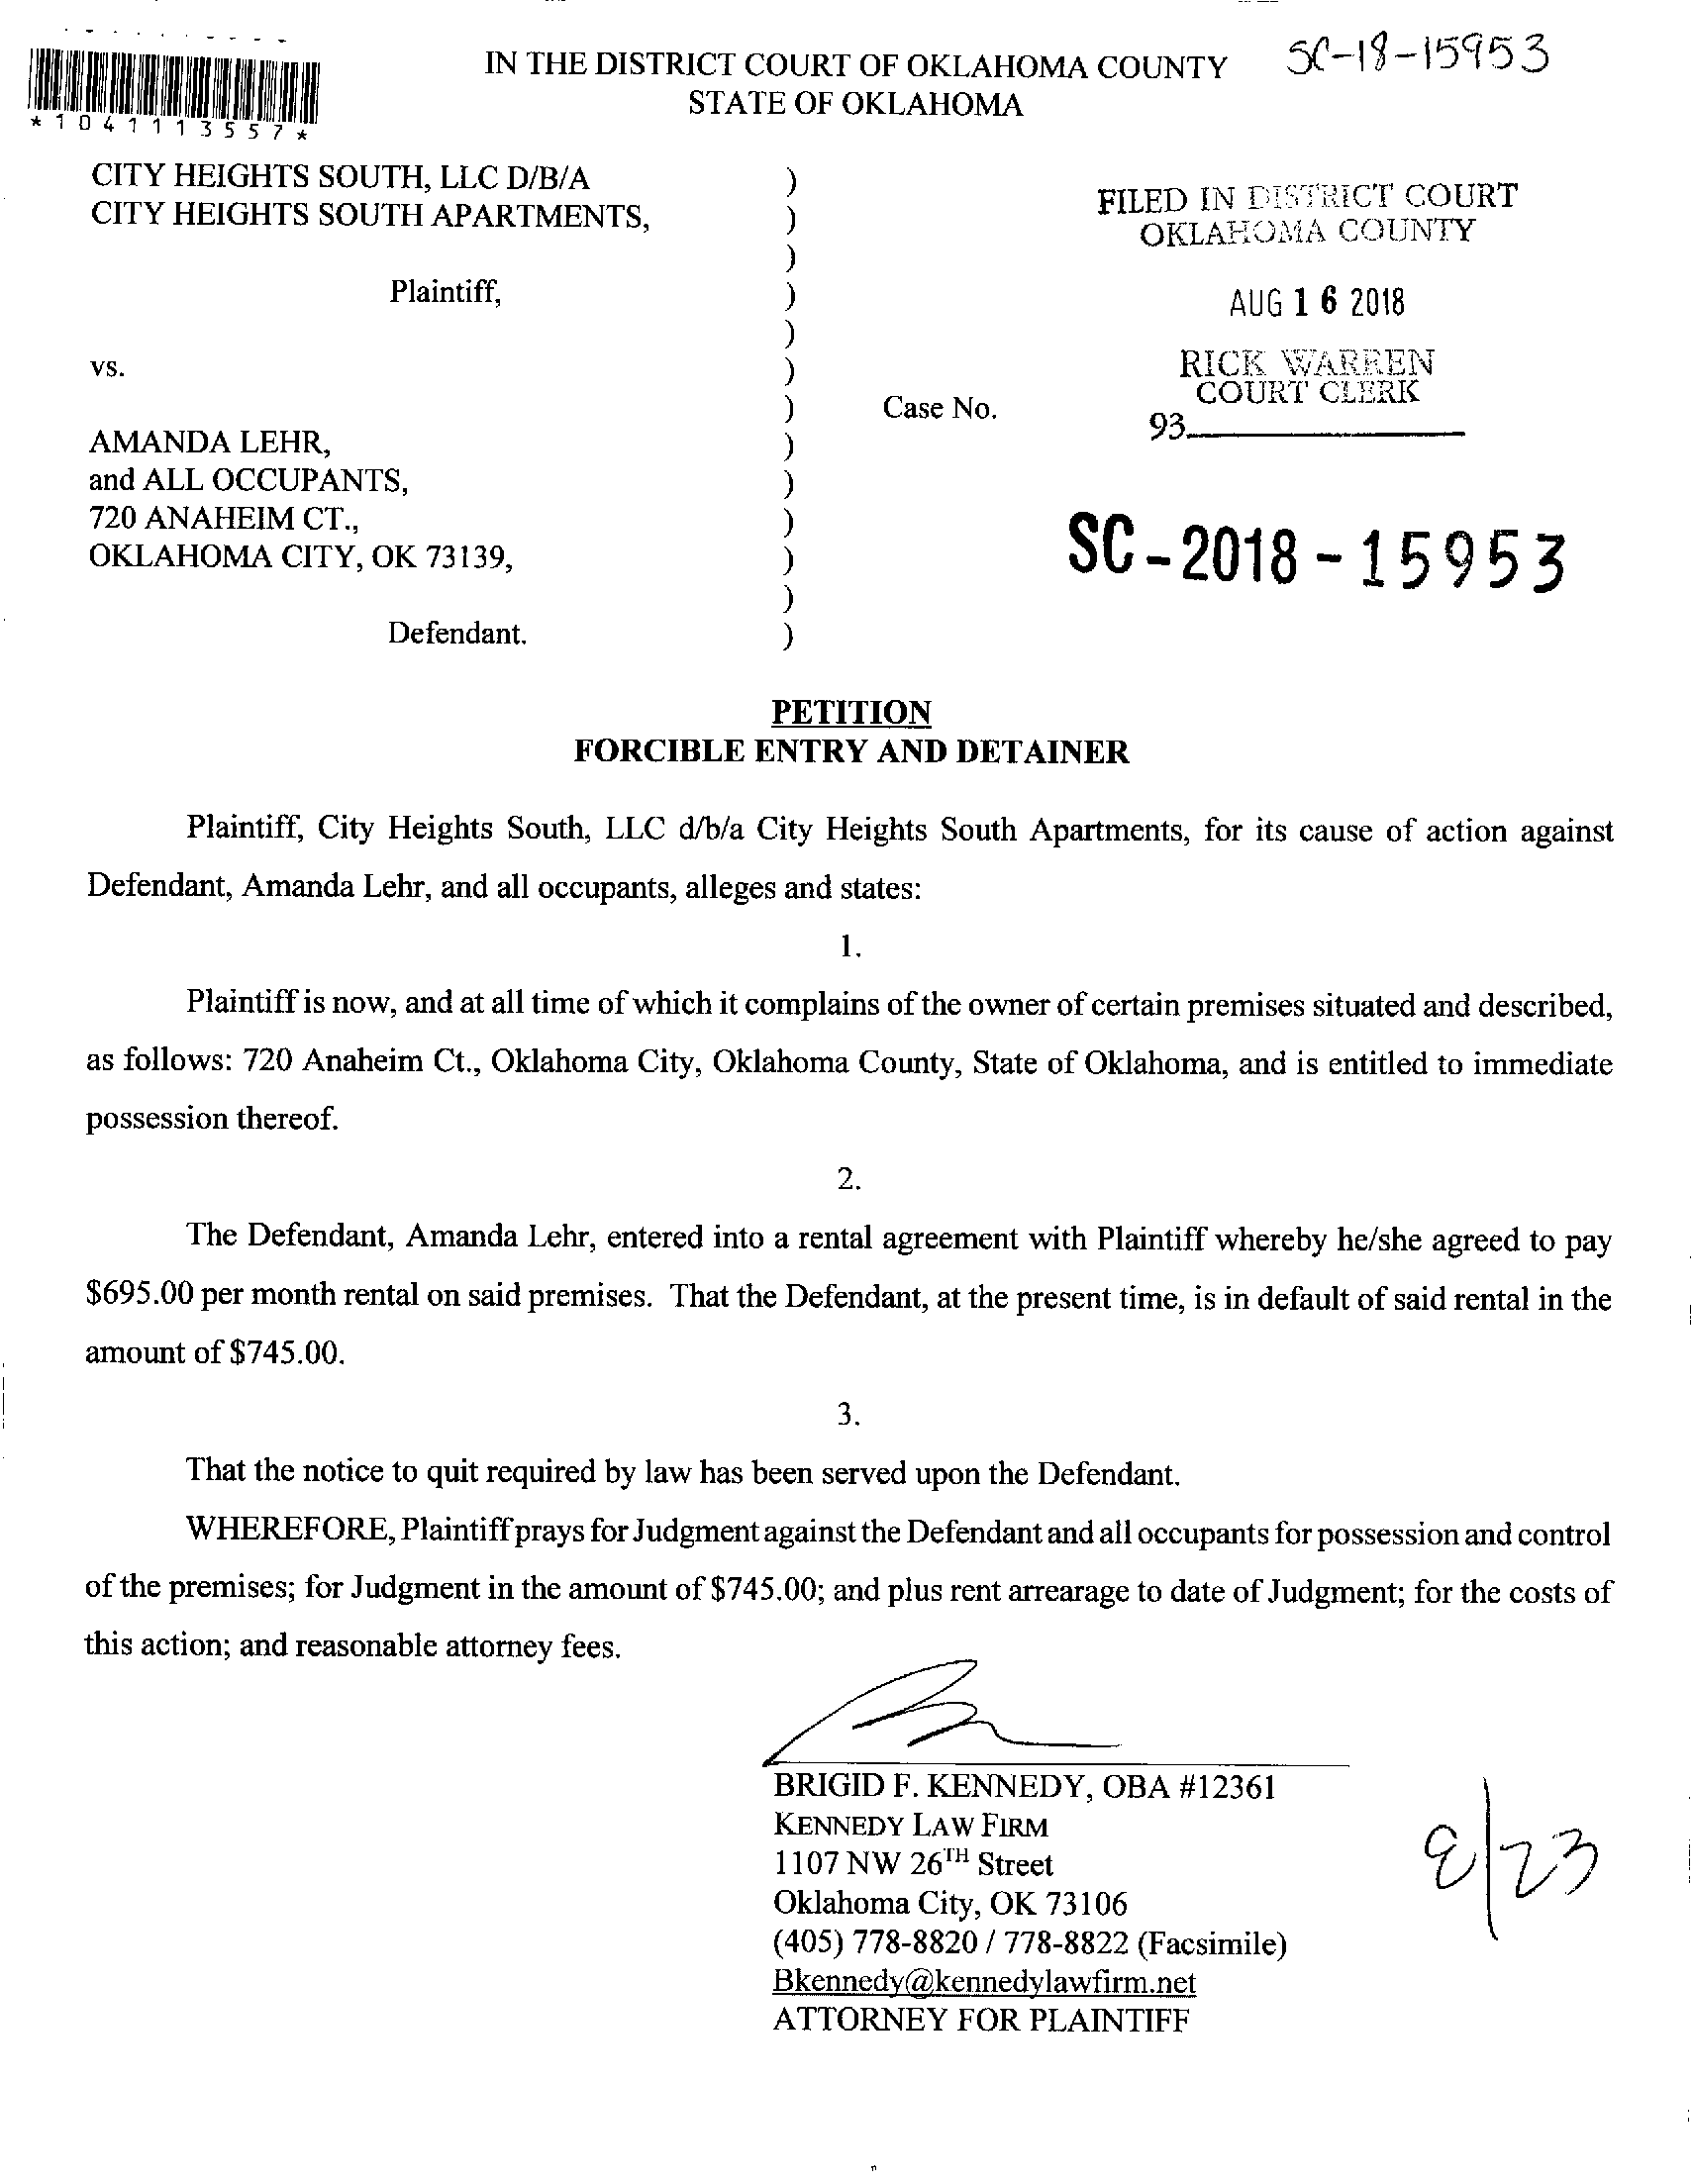 IN THE DISTRICT COURT OF OKLAHOMA COUNTY
STATE OF OKLAHOMA
SC-18-15953
*1041113557*
CITY HEIGHTS SOUTH, LLC D/B/A
CITY HEIGHTS SOUTH APARTMENTS,
Plaintiff,
vs.
AMANDA LEHR,
and ALL OCCUPANTS,
720 ANAHEIM CT.,
OKLAHOMA CITY, OK 73139,
Defendant.
)
)
)
)
)
)
)
)
)
)
)
)
)
Case No.
FILED IN DISTRICT COURT
OKLAHOMA COUNTY
AUG 16 2018
RICK WARREN
COURT CLERK
93
SC-2018-15953
PETITION
FORCIBLE ENTRY AND DETAINER
Plaintiff, City Heights South, LLC d/b/a City Heights South Apartments, for its cause of action against
Defendant, Amanda Lehr, and all occupants, alleges and states:
1.
Plaintiff is now, and at all time of which it complains of the owner of certain premises situated and described,
as follows: 720 Anaheim Ct., Oklahoma City, Oklahoma County, State of Oklahoma, and is entitled to immediate
possession thereof.
2.
The Defendant, Amanda Lehr, entered into a rental agreement with Plaintiff whereby he/she agreed to pay
$695.00 per month rental on said premises. That the Defendant, at the present time, is in default of said rental in the
amount of $745.00.
3.
That the notice to quit required by law has been served upon the Defendant.
WHEREFORE, Plaintiff prays for Judgment against the Defendant and all occupants for possession and control
of the premises; for Judgment in the amount of $745.00; and plus rent arrearage to date of Judgment; for the costs of
this action; and reasonable attorney fees.
BRIGID F. KENNEDY, OBA #12361
KENNEDY LAW FIRM
1107 NW 26TH Street
Oklahoma City, OK 73106
(405) 778-8820 / 778-8822 (Facsimile)
Bkennedy@kennedylawfirm.net
ATTORNEY FOR PLAINTIFF
8/23